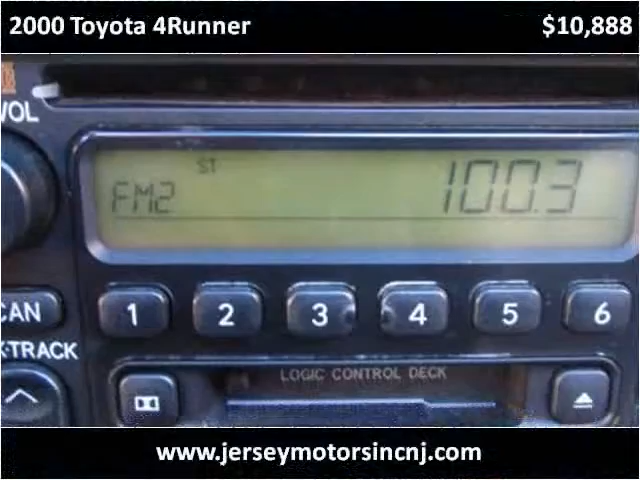 2000 Toyota 4Runner $10,888
VOL
ST
FM2 100.3
1 2 3 4 5 6
CAN
K-TRACK
LOGIC CONTROL DECK
www.jerseymotorsincnj.com